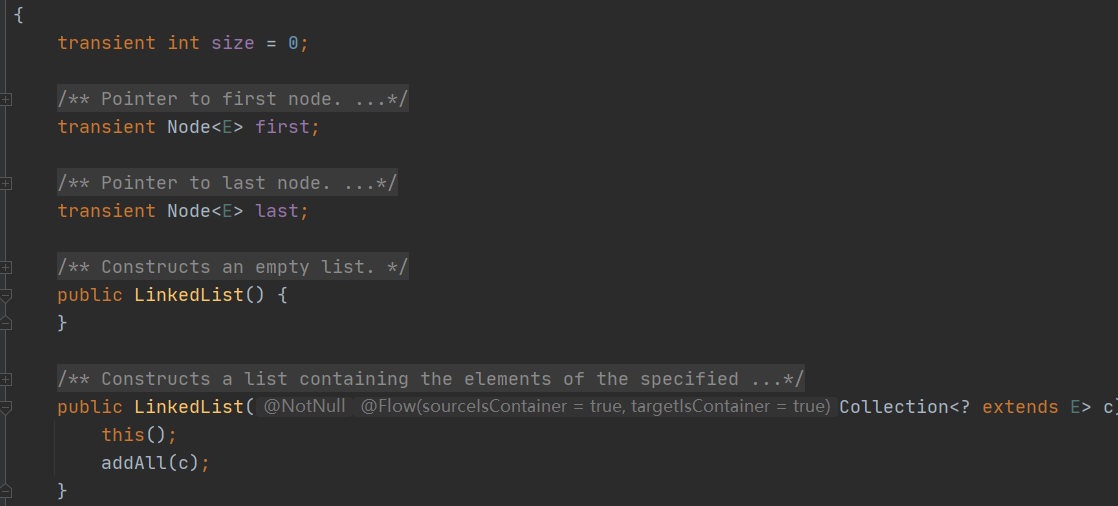 {
transient int size = 0;
/** Pointer to first node. ...*/
transient Node<E> first;
/** Pointer to last node. ...*/
transient Node<E> last;
/** Constructs an empty list. */
public LinkedList() {
}
/** Constructs a list containing the elements of the specified ...*/
public LinkedList( @NotNull @Flow(sourceIsContainer = true, targetIsContainer = true) Collection<? extends E> c)
this();
addAll(c);
}